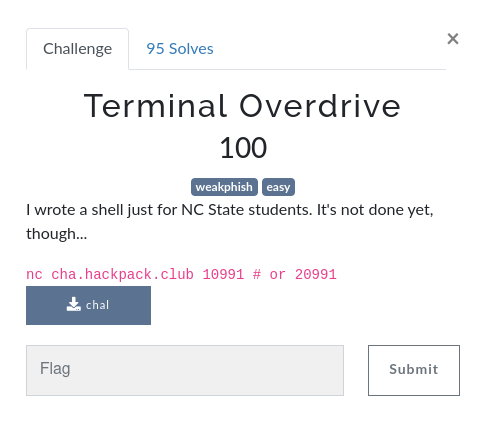 Challenge
95 Solves
×
Terminal Overdrive
100
weakphish easy
I wrote a shell just for NC State students. It's not done yet,
though...
nc cha.hackpack.club 10991 # or 20991
chal
Flag
Submit